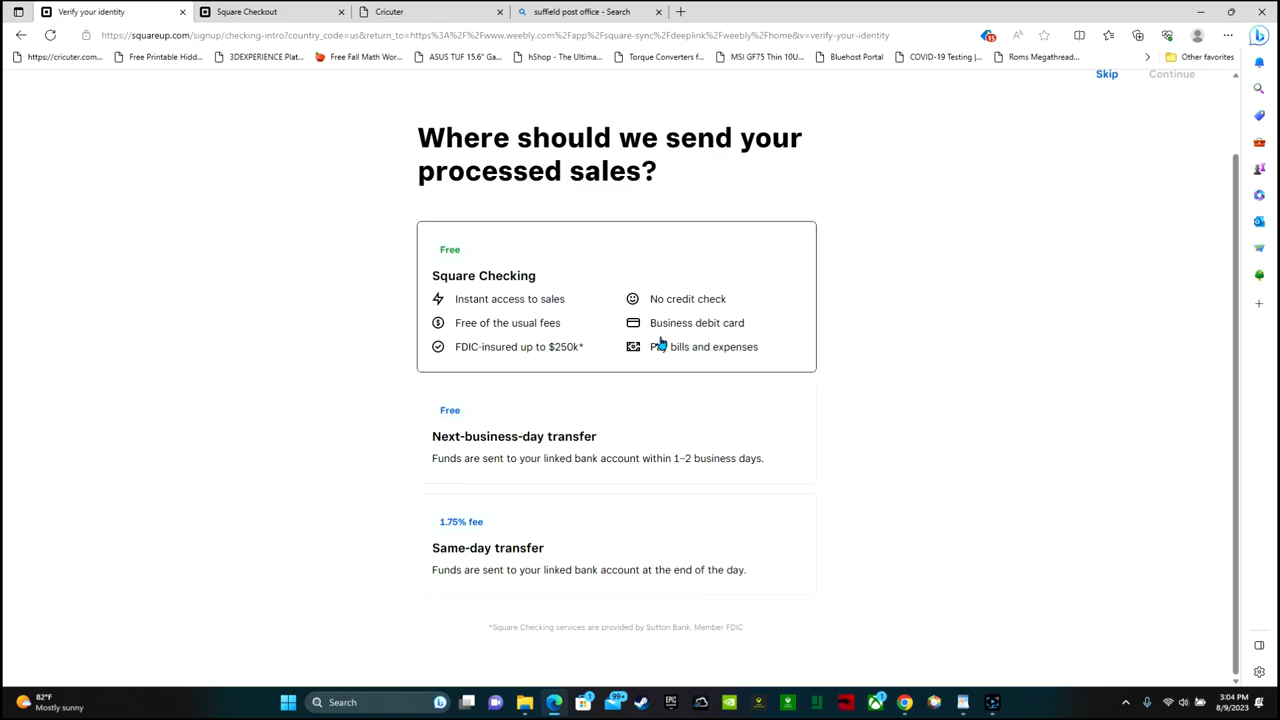 Verify your identity
Square Checkout
Cricuter
suffield post office - Search
https://squareup.com/signup/checking-intro?country_code=us&return_to=https%3A%2F%2Fwww.weebly.com%2Fapp%2Fsquare-sync%2Fdeeplink%2Fweebly%2Fhome&v=verify-your-identity
15
https://cricuter.com...
Free Printable Hidd...
3DEXPERIENCE Plat...
Free Fall Math Wor...
ASUS TUF 15.6" Ga...
hShop - The Ultima...
Torque Converters f...
MSI GF75 Thin 10U...
Bluehost Portal
COVID-19 Testing |...
Roms Megathread...
Other favorites
Skip
Continue
Where should we send your
processed sales?
Free
Square Checking
Instant access to sales
No credit check
Free of the usual fees
Business debit card
FDIC-insured up to $250k*
Pay bills and expenses
Free
Next-business-day transfer
Funds are sent to your linked bank account within 1–2 business days.
1.75% fee
Same-day transfer
Funds are sent to your linked bank account at the end of the day.
*Square Checking services are provided by Sutton Bank, Member FDIC.
82°F
Mostly sunny
Search
99+
EPIC
1
1
3:04 PM
8/9/2023